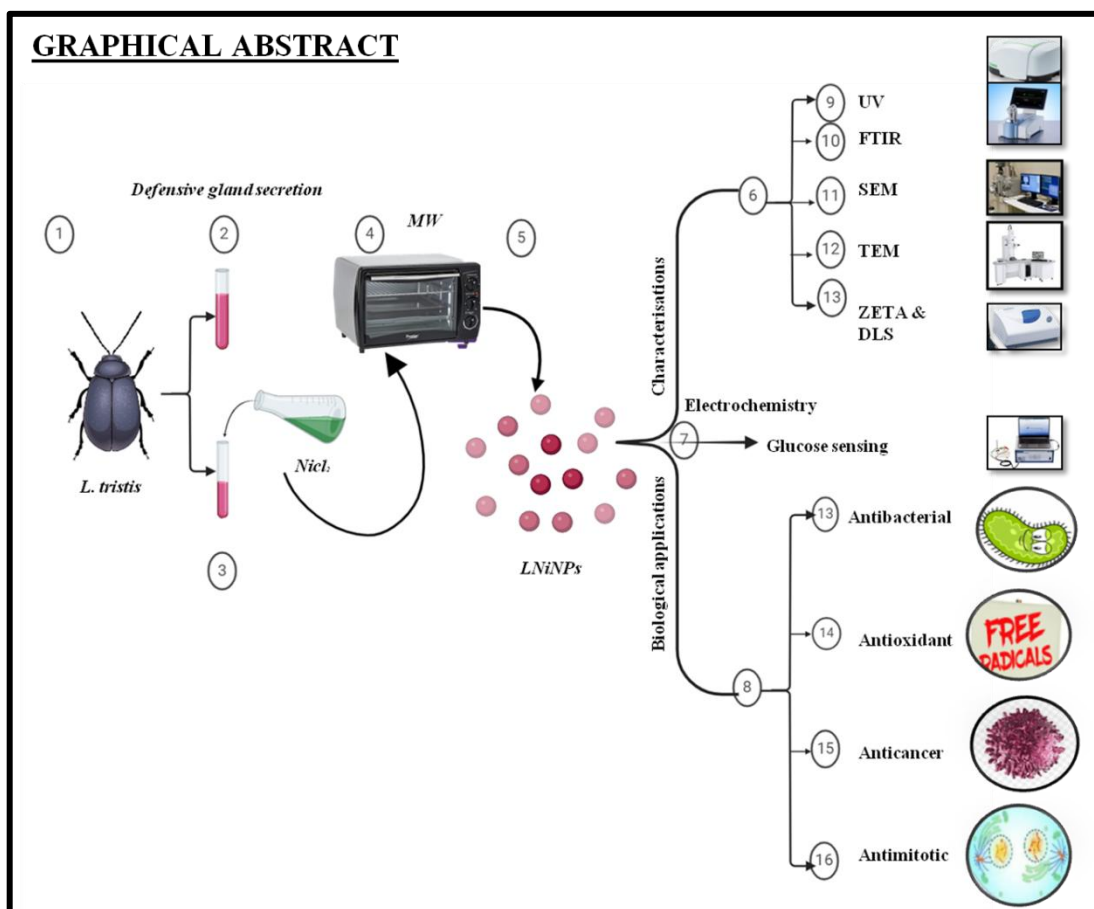 GRAPHICAL ABSTRACT
Defensive gland secretion
1
2
4
MW
5
L. tristis
Nicl₂
3
LNiNPs
Characterisations
6
9 UV
10 FTIR
11 SEM
12 TEM
13
ZETA &
DLS
Electrochemistry
7
Glucose sensing
Biological applications
8
13 Antibacterial
14 Antioxidant
FREE
RADICALS
15 Anticancer
16 Antimitotic